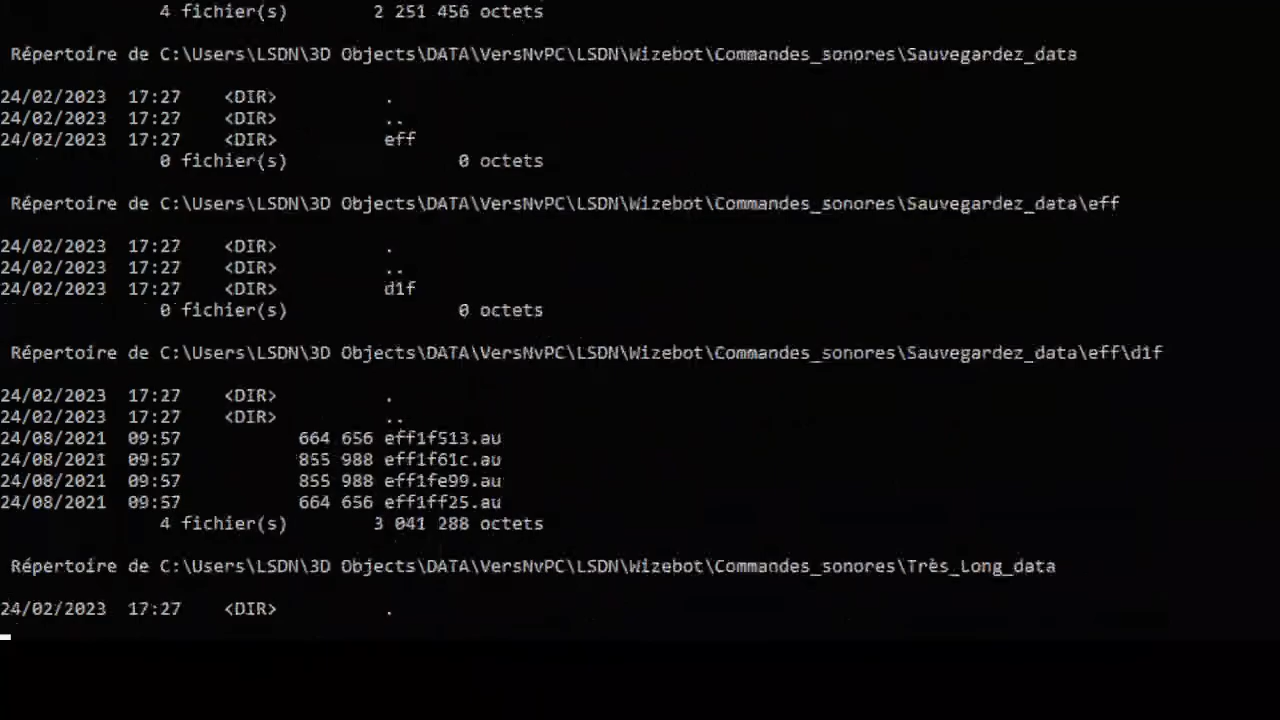 4 fichier(s)        2 251 456 octets
Répertoire de C:\Users\LSDN\3D Objects\DATA\VersNvPC\LSDN\Wizebot\Commandes_sonores\Sauvegardez_data
24/02/2023  17:27    <DIR>          .
24/02/2023  17:27    <DIR>          ..
24/02/2023  17:27    <DIR>          eff
0 fichier(s)                0 octets
Répertoire de C:\Users\LSDN\3D Objects\DATA\VersNvPC\LSDN\Wizebot\Commandes_sonores\Sauvegardez_data\eff
24/02/2023  17:27    <DIR>          .
24/02/2023  17:27    <DIR>          ..
24/02/2023  17:27    <DIR>          d1f
0 fichier(s)                0 octets
Répertoire de C:\Users\LSDN\3D Objects\DATA\VersNvPC\LSDN\Wizebot\Commandes_sonores\Sauvegardez_data\eff\d1f
24/02/2023  17:27    <DIR>          .
24/02/2023  17:27    <DIR>          ..
24/08/2021  09:57           664 656 eff1f513.au
24/08/2021  09:57           855 988 eff1f61c.au
24/08/2021  09:57           855 988 eff1fe99.au
24/08/2021  09:57           664 656 eff1ff25.au
4 fichier(s)        3 041 288 octets
Répertoire de C:\Users\LSDN\3D Objects\DATA\VersNvPC\LSDN\Wizebot\Commandes_sonores\Très_Long_data
24/02/2023  17:27    <DIR>          .